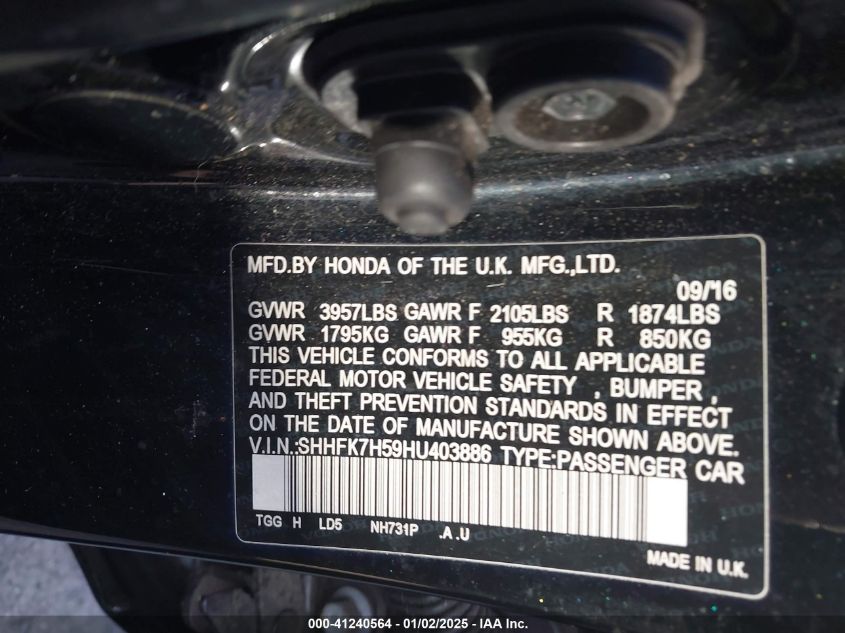 MFD.BY HONDA OF THE U.K. MFG.,LTD.
09/'16
GVWR 3957LBS GAWR F 2105LBS R 1874LBS
GVWR 1795KG GAWR F 955KG R 850KG
THIS VEHICLE CONFORMS TO ALL APPLICABLE
FEDERAL MOTOR VEHICLE SAFETY , BUMPER ,
AND THEFT PREVENTION STANDARDS IN EFFECT
ON THE DATE OF MANUFACTURE SHOWN ABOVE.
V.I.N.:SHHFK7H59HU403886 TYPE:PASSENGER CAR
TGG H LD5 NH731P .A .U
MADE IN U.K.
000-41240564 - 01/02/2025 - IAA Inc.